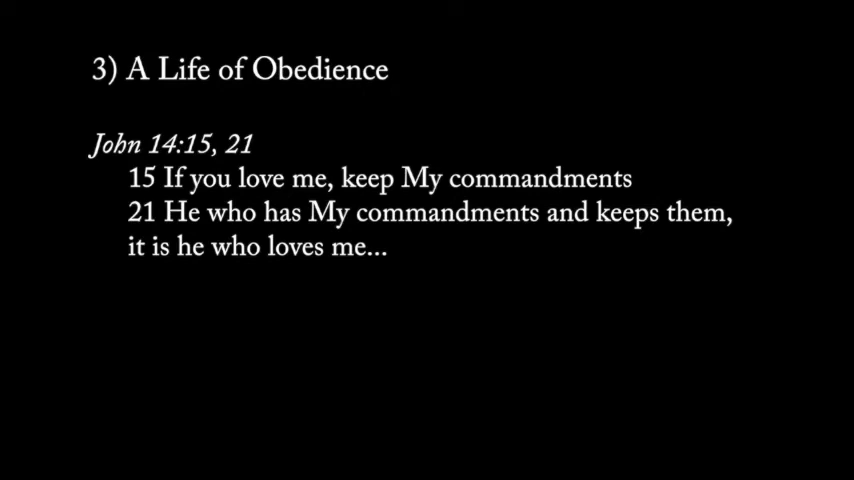 3) A Life of Obedience
John 14:15, 21
15 If you love me, keep My commandments
21 He who has My commandments and keeps them,
it is he who loves me...